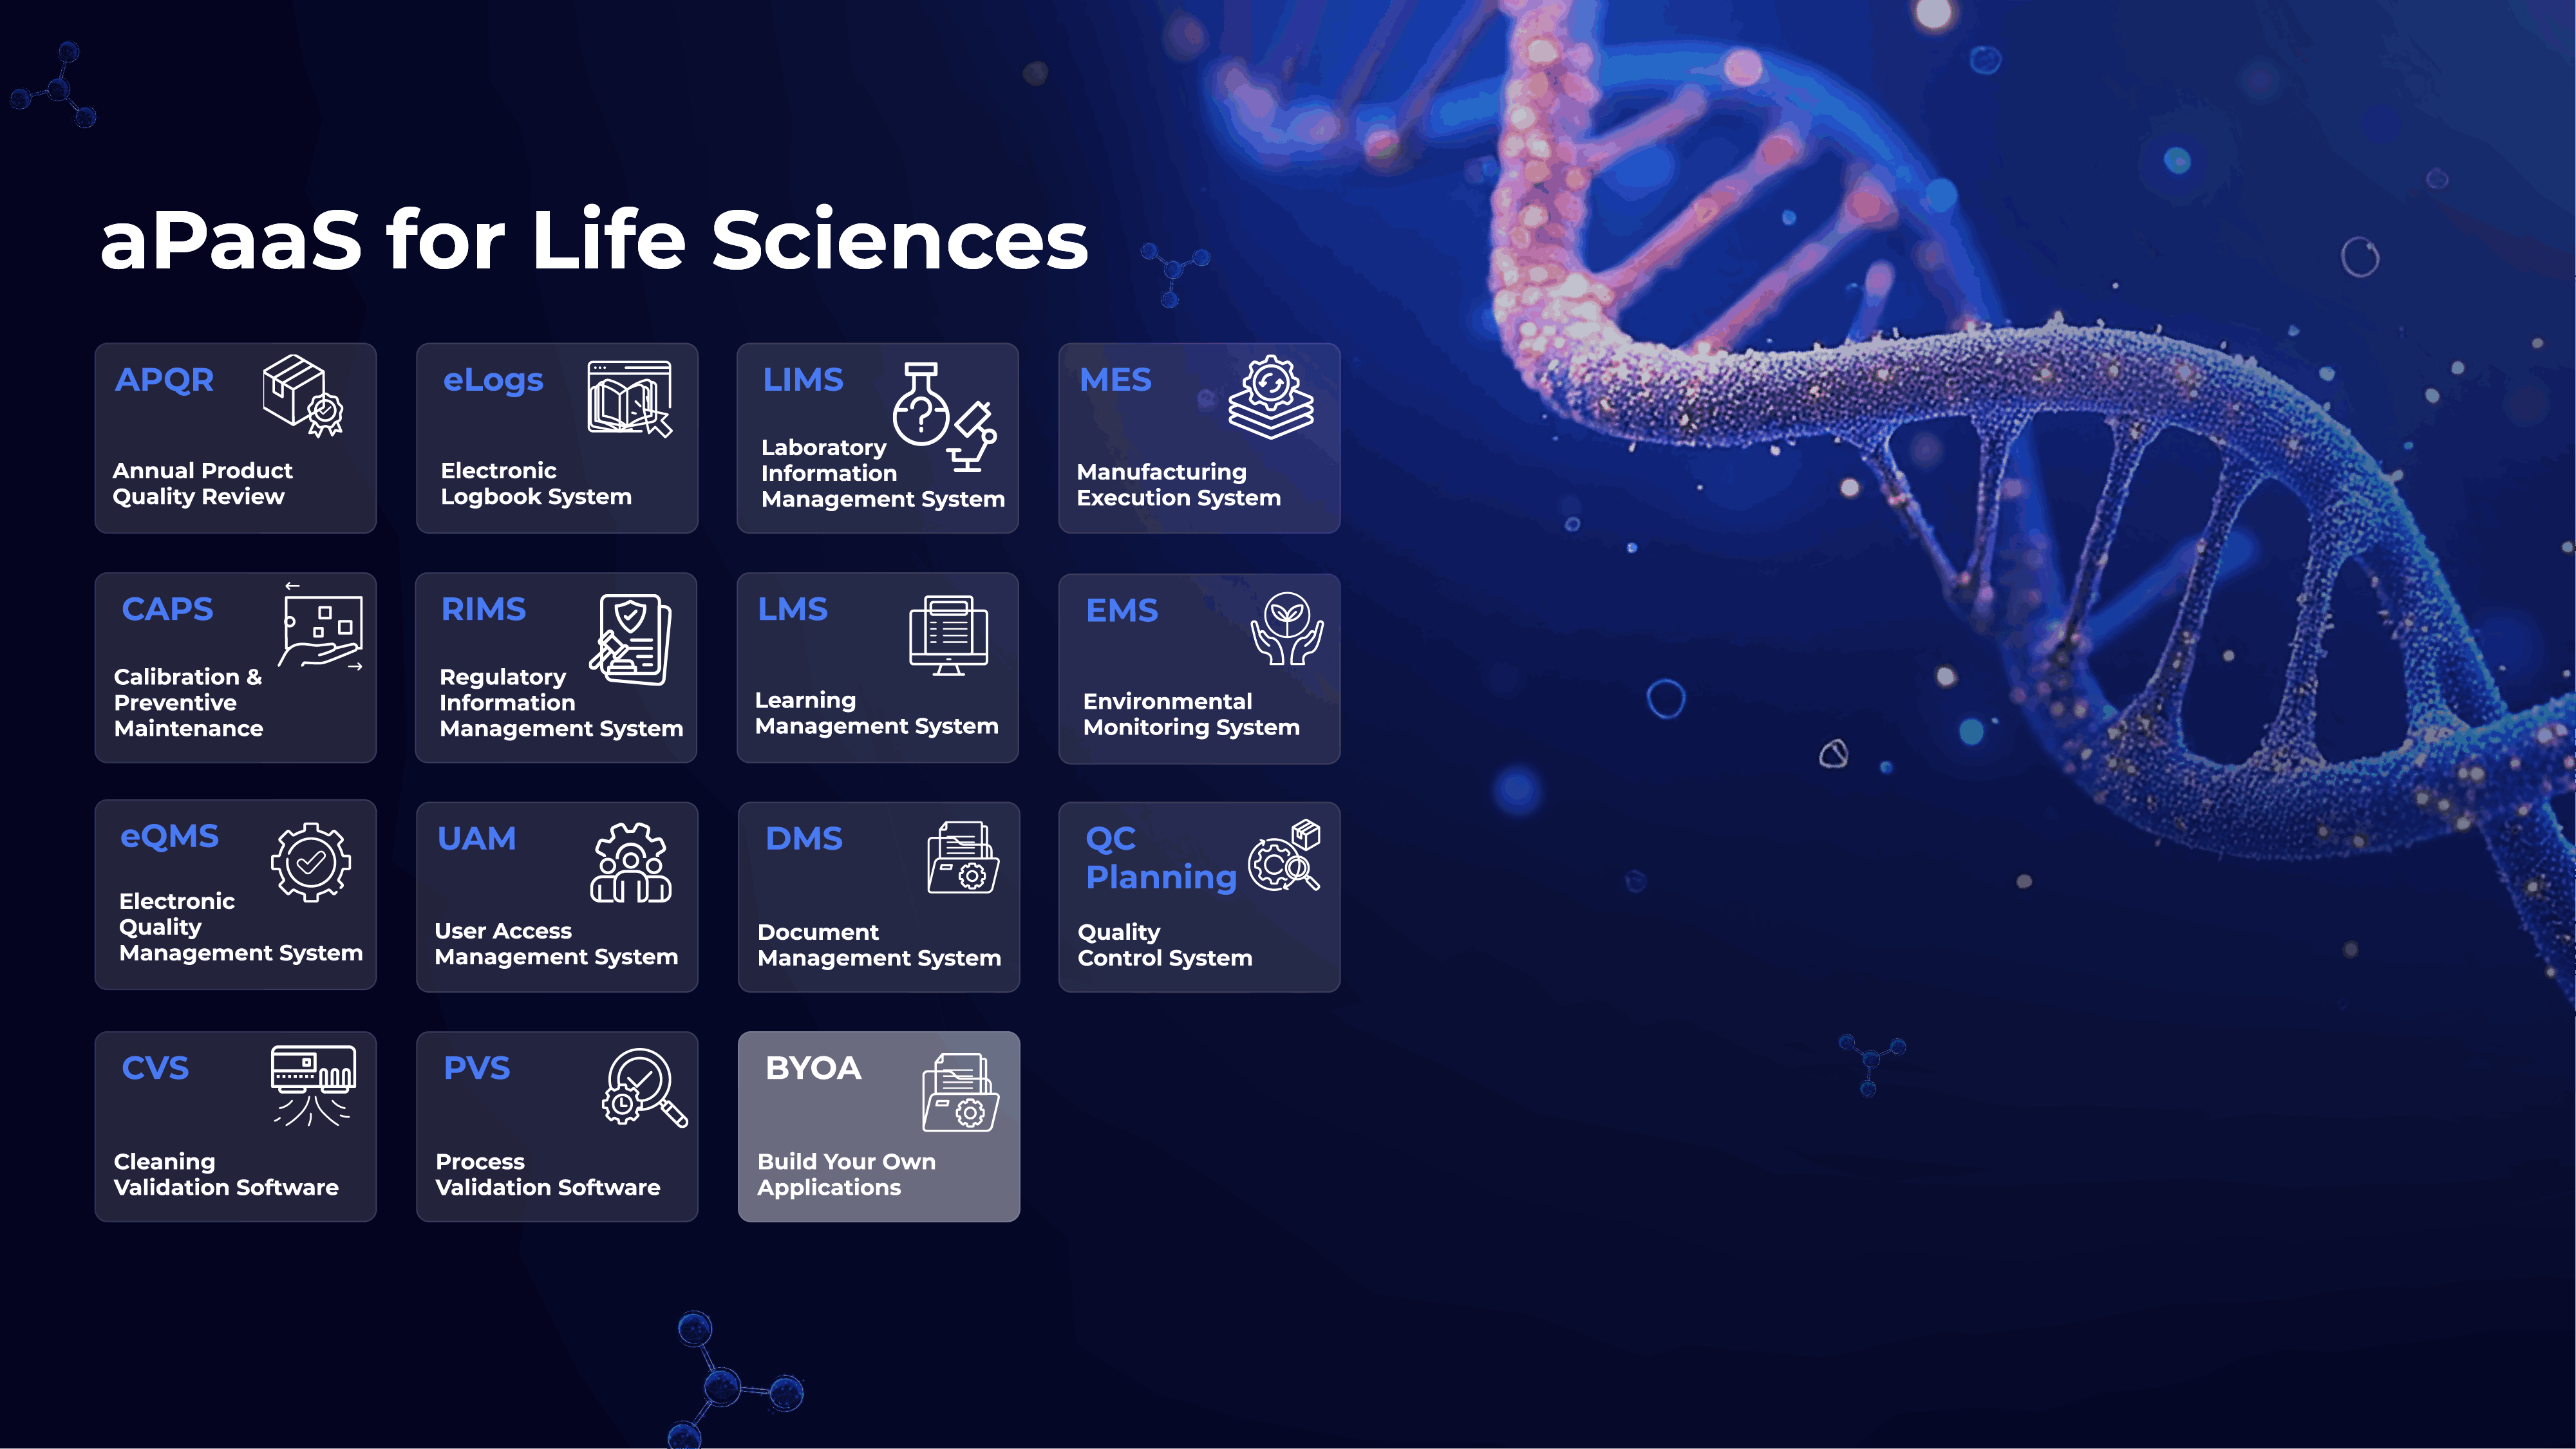 aPaaS for Life Sciences
APQR
Annual Product
Quality Review
eLogs
Electronic
Logbook System
LIMS
Laboratory
Information
Management System
MES
Manufacturing
Execution System
CAPS
Calibration &
Preventive
Maintenance
RIMS
Regulatory
Information
Management System
LMS
Learning
Management System
EMS
Environmental
Monitoring System
eQMS
Electronic
Quality
Management System
UAM
User Access
Management System
DMS
Document
Management System
QC
Planning
Quality
Control System
CVS
Cleaning
Validation Software
PVS
Process
Validation Software
BYOA
Build Your Own
Applications